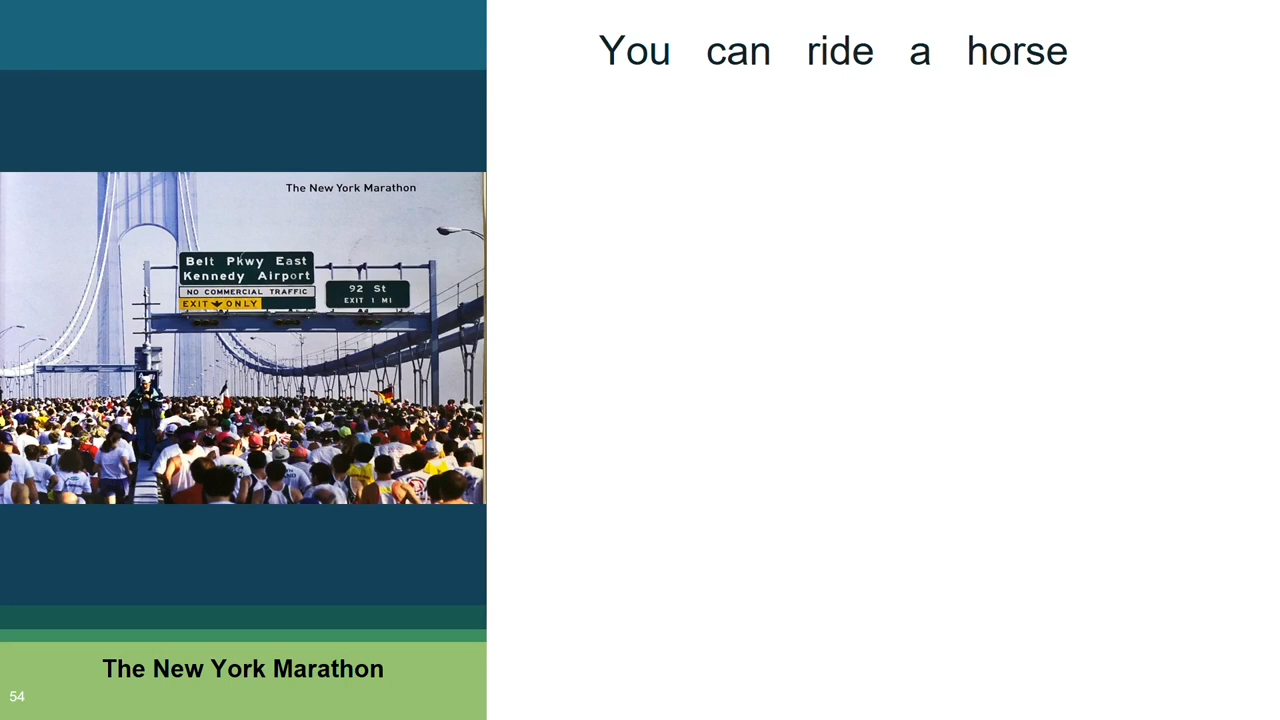 You can ride a horse
The New York Marathon
Belt Pkwy East
Kennedy Airport
NO COMMERCIAL TRAFFIC
EXIT ONLY
92 St
EXIT 1 MI
The New York Marathon
54